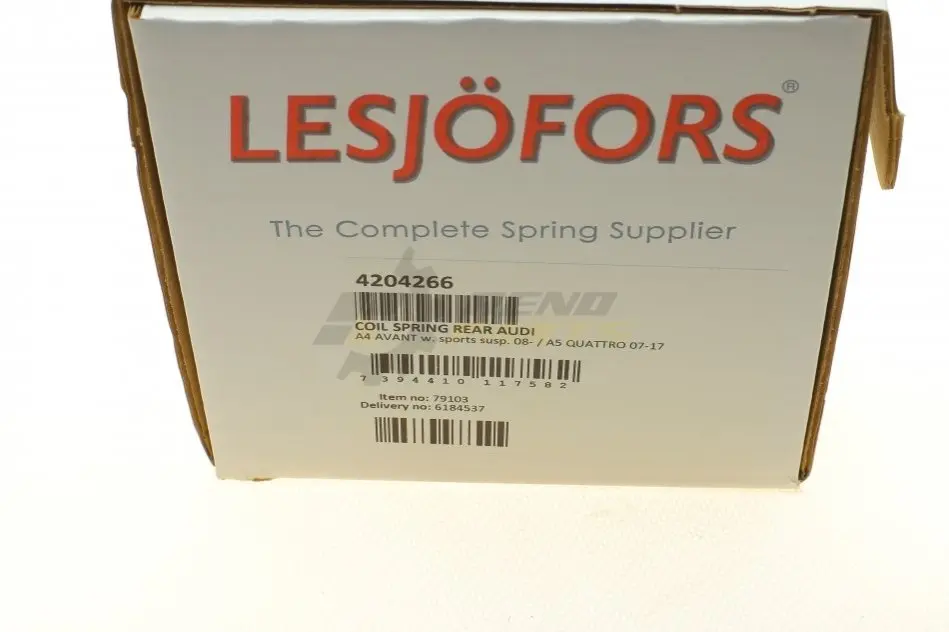 LESJÖFORS®
The Complete Spring Supplier
4204266
COIL SPRING REAR AUDI
A4 AVANT w. sports susp. 08- / A5 QUATTRO 07-17
7 394410 117582
Item no: 79103
Delivery no: 6184537